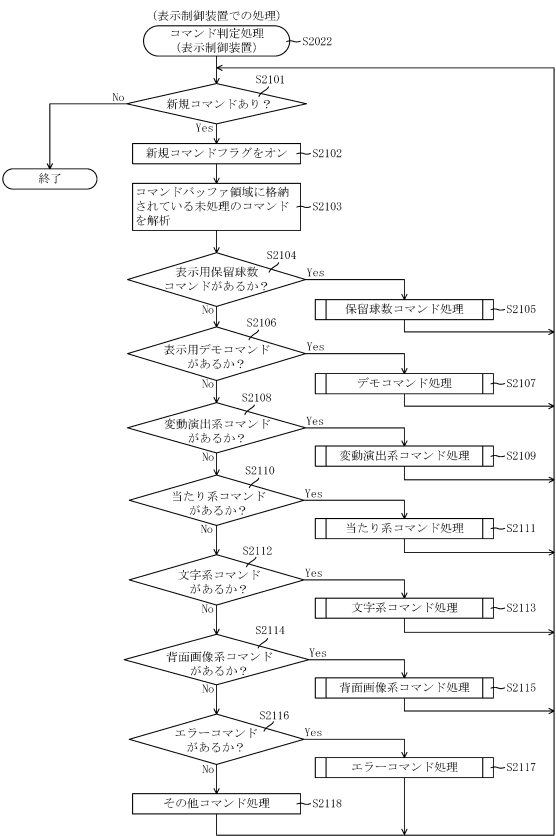 (表示制御装置での処理)
コマンド判定処理
(表示制御装置)
S2022
S2101
新規コマンドあり?
No
Yes
終了
新規コマンドフラグをオン
S2102
コマンドバッファ領域に格納
されている未処理のコマンド
を解析
S2103
S2104
表示用保留球数
コマンドがあるか?
Yes
No
保留球数コマンド処理
S2105
S2106
表示用デモコマンド
があるか?
Yes
No
デモコマンド処理
S2107
S2108
変動演出系コマンド
があるか?
Yes
No
変動演出系コマンド処理
S2109
S2110
当たり系コマンド
があるか?
Yes
No
当たり系コマンド処理
S2111
S2112
文字系コマンド
があるか?
Yes
No
文字系コマンド処理
S2113
S2114
背面画像系コマンド
があるか?
Yes
No
背面画像系コマンド処理
S2115
S2116
エラーコマンド
があるか?
Yes
No
エラーコマンド処理
S2117
その他コマンド処理
S2118